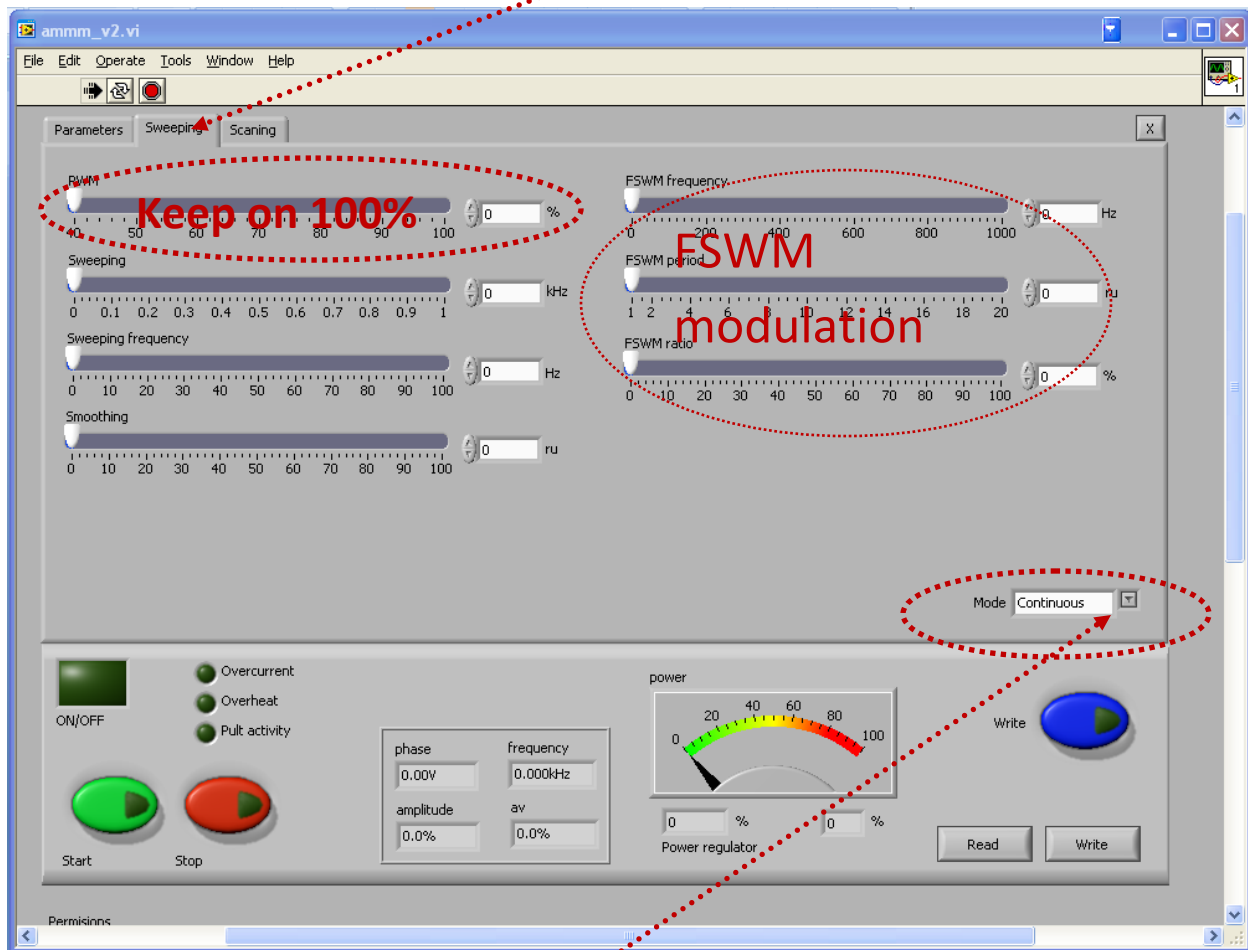 ammm_v2.vi
File Edit Operate Tools Window Help
1
Parameters Sweeping Scaning X
PWM
Keep on 100%
0 %
40 50 60 70 80 90 100
Sweeping
0 kHz
0 0.1 0.2 0.3 0.4 0.5 0.6 0.7 0.8 0.9 1
Sweeping frequency
0 Hz
0 10 20 30 40 50 60 70 80 90 100
Smoothing
0 ru
0 10 20 30 40 50 60 70 80 90 100
FSWM frequency
0 Hz
0 200 400 600 800 1000
FSWM
FSWM period
0 ru
1 2 4 6 8 10 12 14 16 18 20
modulation
FSWM ratio
0 %
0 10 20 30 40 50 60 70 80 90 100
Mode Continuous
ON/OFF
Overcurrent
Overheat
Pult activity
Start Stop
phase frequency
0.00V 0.000kHz
amplitude av
0.0% 0.0%
power
0 20 40 60 80 100
0 % 0 %
Power regulator
Write
Read Write
Permisions